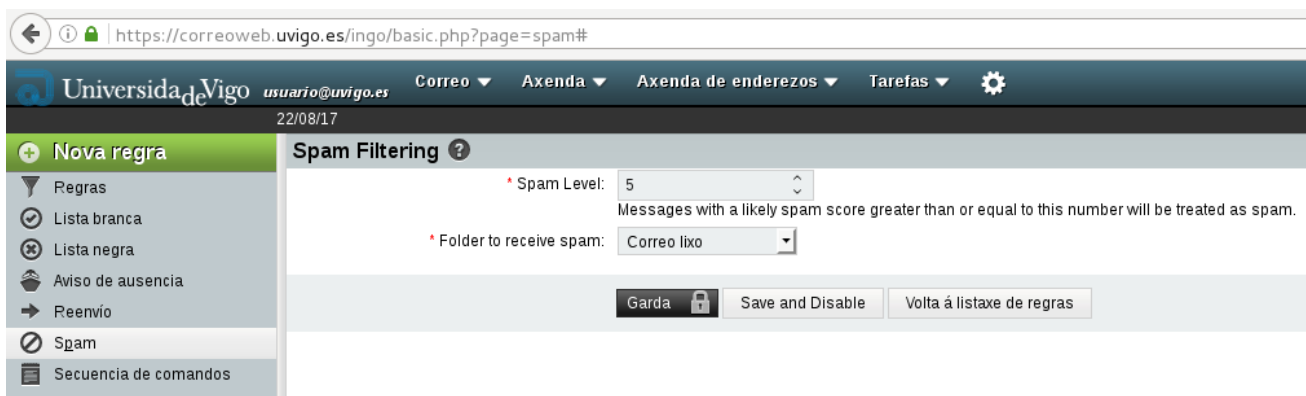 https://correoweb.uvigo.es/ingo/basic.php?page=spam#
UniversidadeVigo usuario@uvigo.es Correo Axenda Axenda de enderezos Tarefas
22/08/17
Nova regra
Regras
Lista branca
Lista negra
Aviso de ausencia
Reenvío
Spam
Secuencia de comandos
Spam Filtering ?
* Spam Level: 5
Messages with a likely spam score greater than or equal to this number will be treated as spam.
* Folder to receive spam: Correo lixo
Garda Save and Disable Volta á listaxe de regras